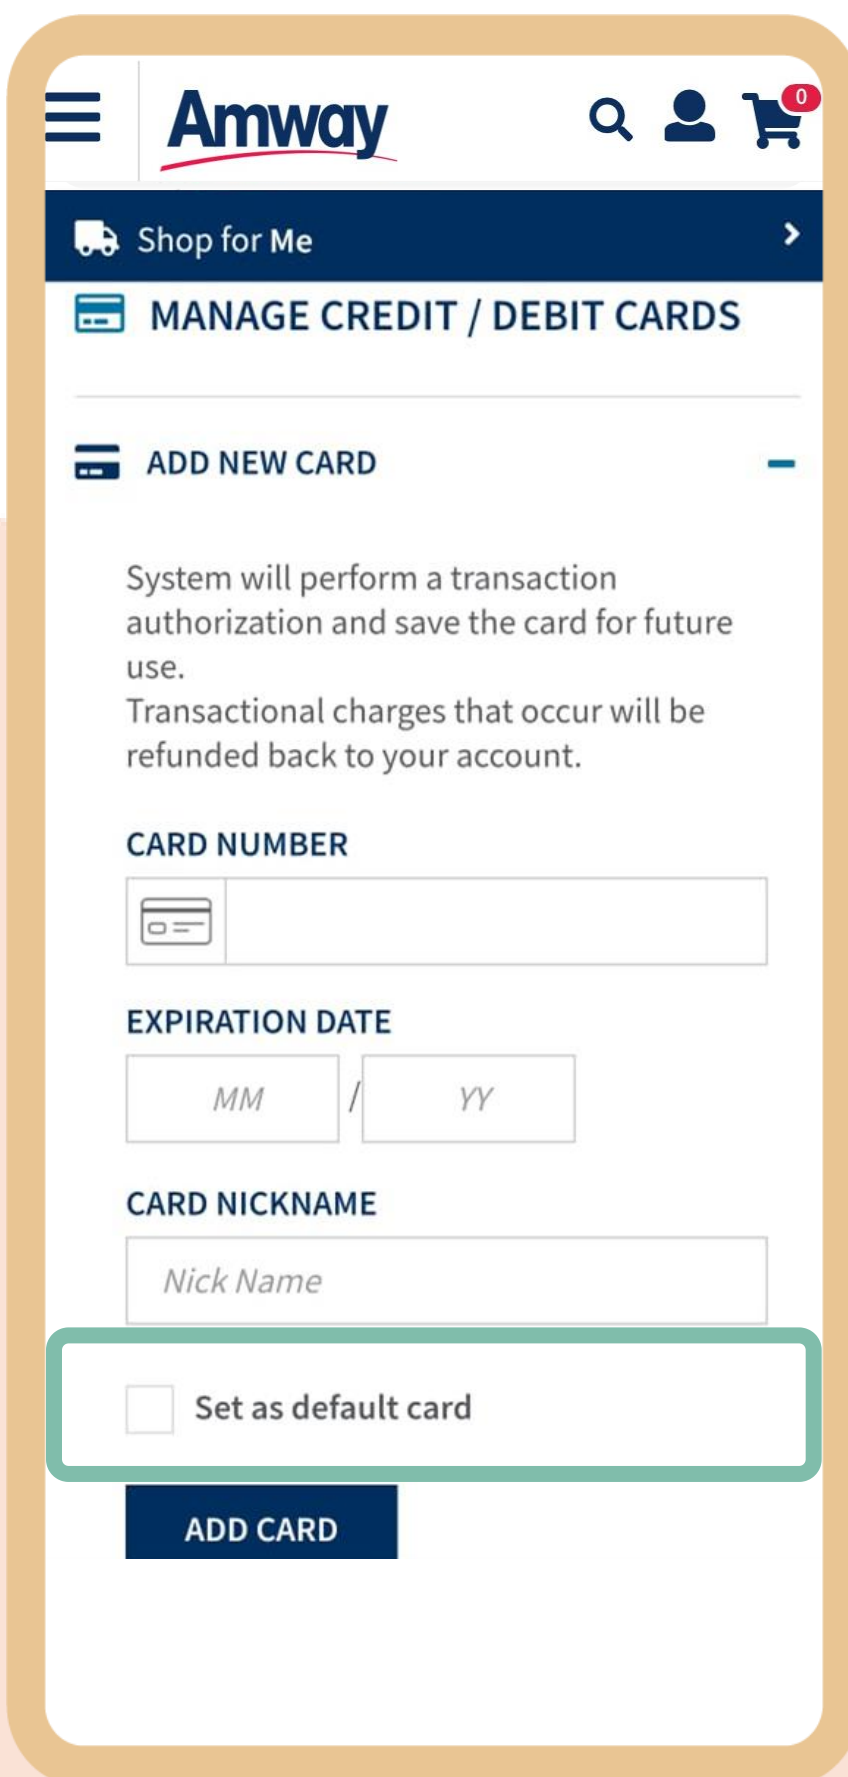 Amway
0
Shop for Me
MANAGE CREDIT / DEBIT CARDS
ADD NEW CARD
System will perform a transaction
authorization and save the card for future
use.
Transactional charges that occur will be
refunded back to your account.
CARD NUMBER
EXPIRATION DATE
MM / YY
CARD NICKNAME
Nick Name
Set as default card
ADD CARD